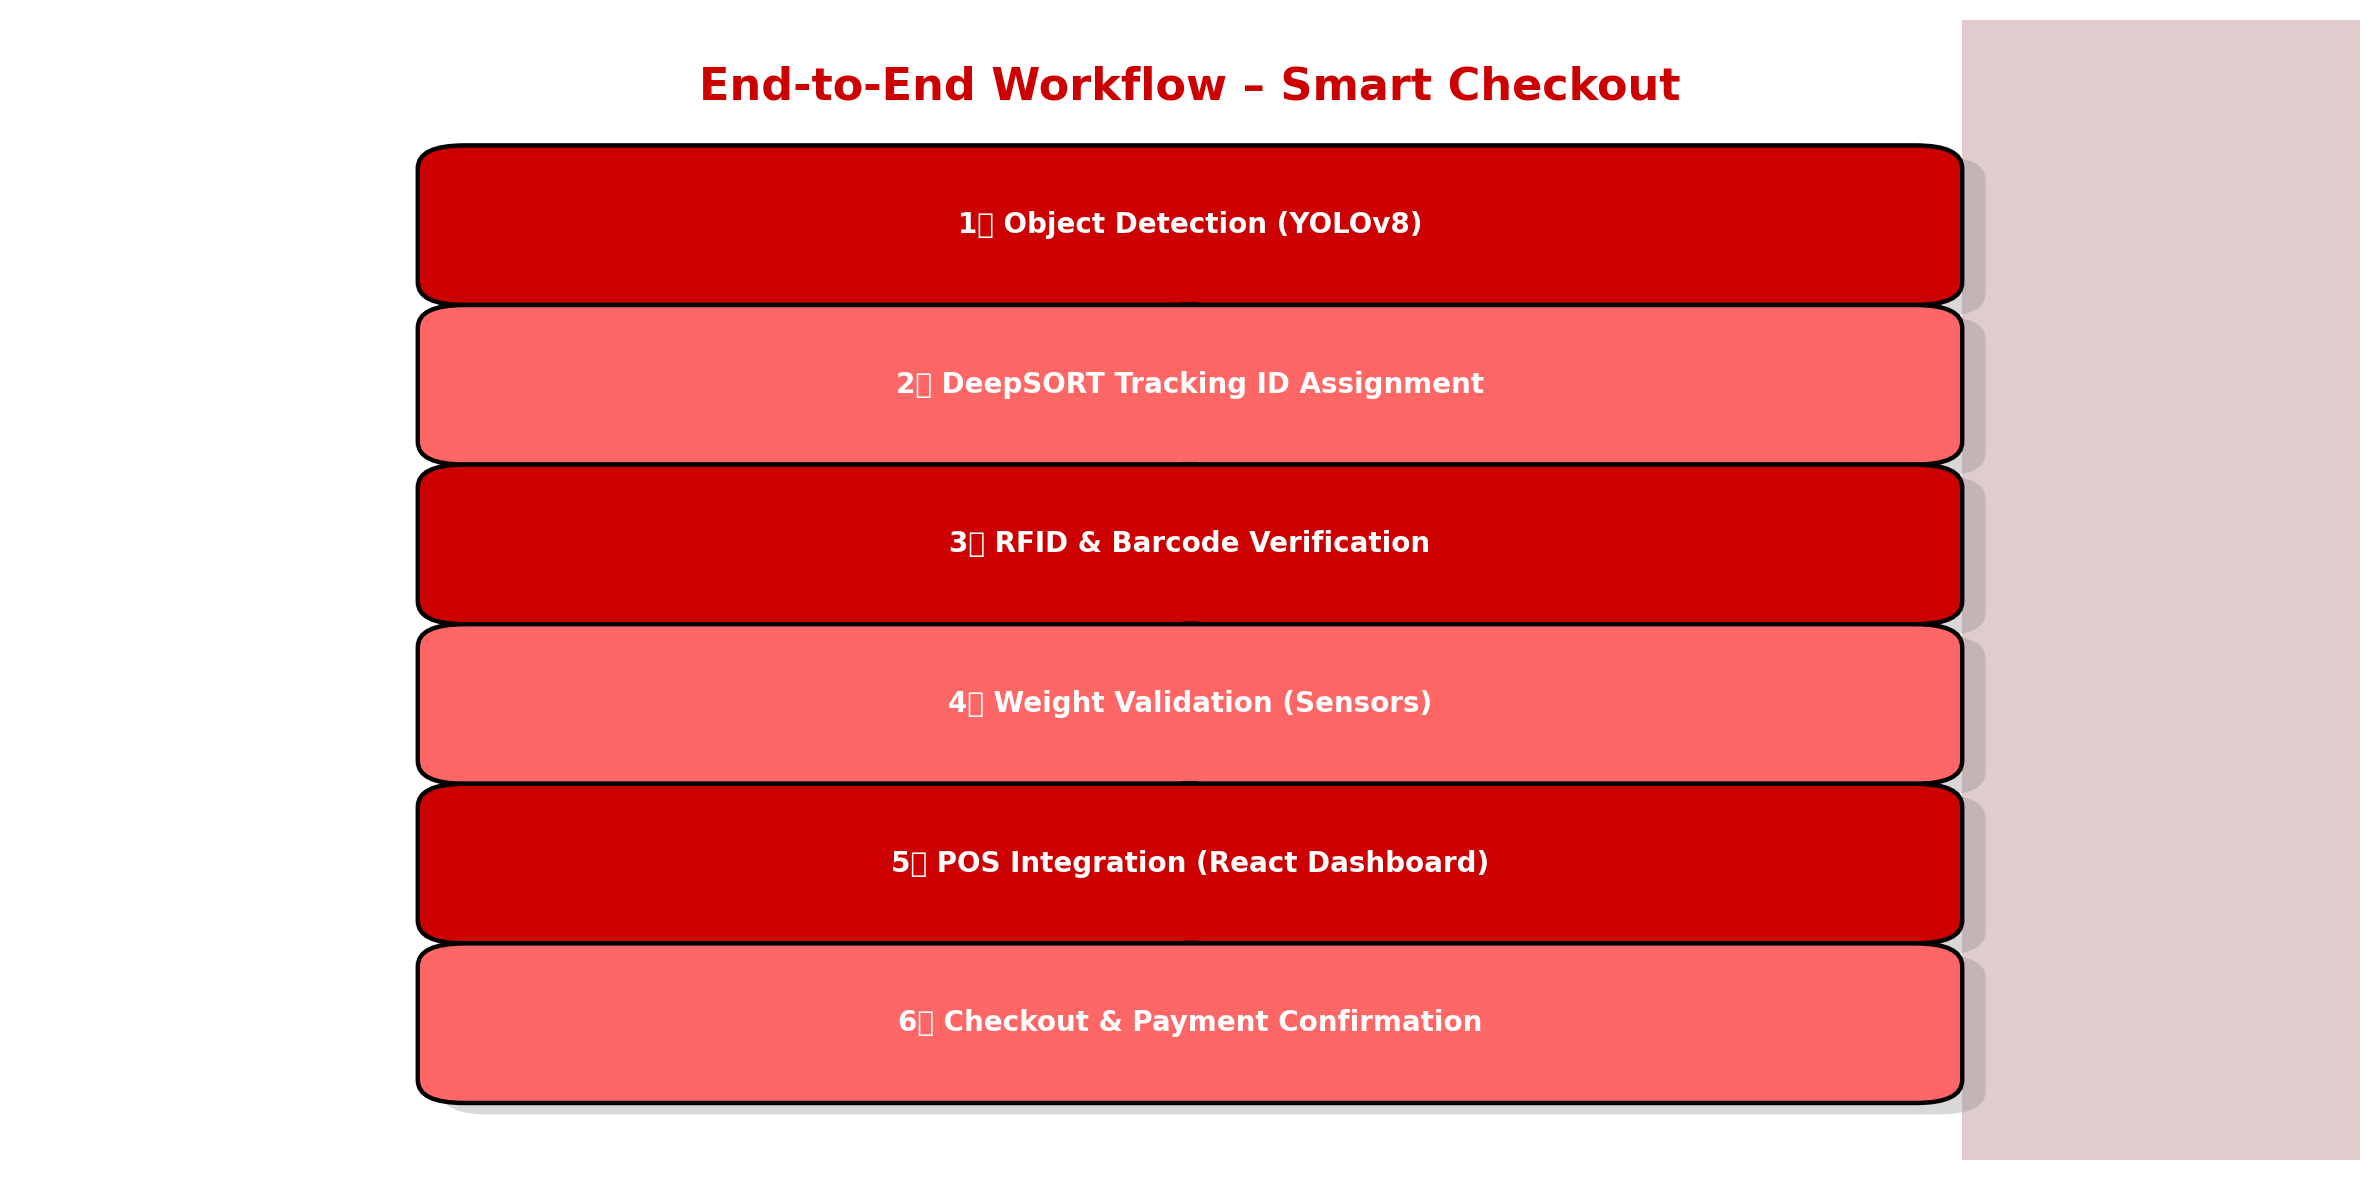 End-to-End Workflow – Smart Checkout
1 Object Detection (YOLOv8)
2 DeepSORT Tracking ID Assignment
3 RFID & Barcode Verification
4 Weight Validation (Sensors)
5 POS Integration (React Dashboard)
6 Checkout & Payment Confirmation